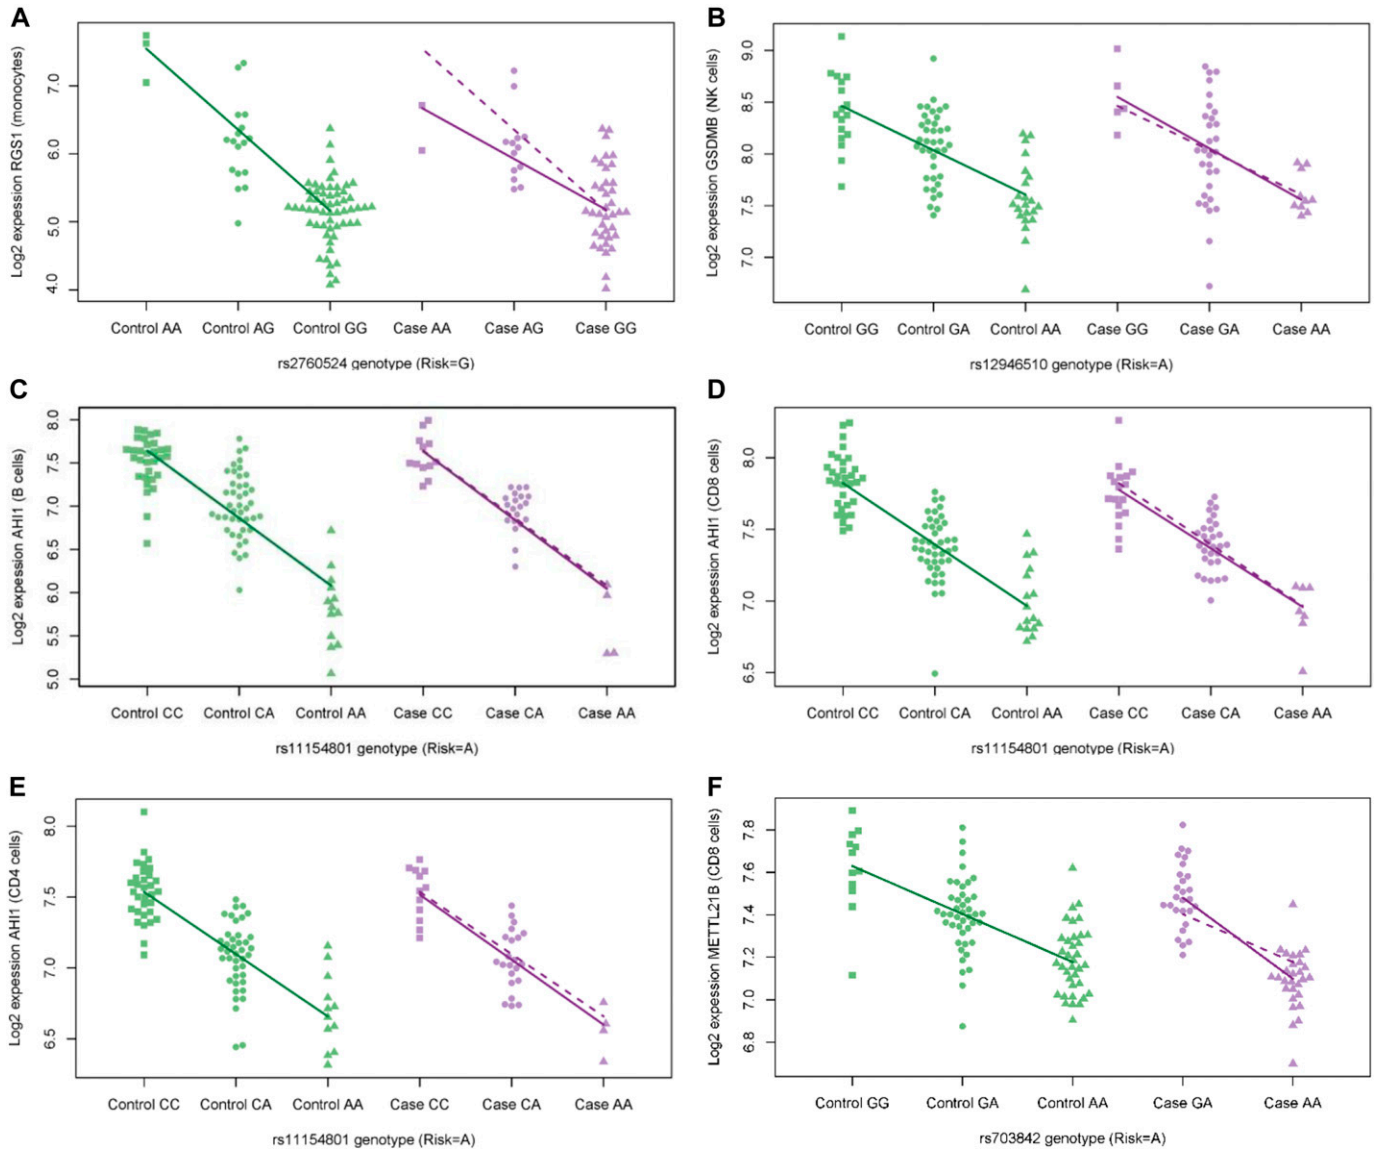 A
Log2 expession RGS1 (monocytes)
7.0
6.0
5.0
4.0
Control AA Control AG Control GG Case AA Case AG Case GG
rs2760524 genotype (Risk=G)
B
Log2 expession GSDMB (NK cells)
9.0
8.5
8.0
7.5
7.0
Control GG Control GA Control AA Case GG Case GA Case AA
rs12946510 genotype (Risk=A)
C
Log2 expession AHI1 (B cells)
8.0
7.5
7.0
6.5
6.0
5.5
5.0
Control CC Control CA Control AA Case CC Case CA Case AA
rs11154801 genotype (Risk=A)
D
Log2 expession AHI1 (CD8 cells)
8.0
7.5
7.0
6.5
Control CC Control CA Control AA Case CC Case CA Case AA
rs11154801 genotype (Risk=A)
E
Log2 expession AHI1 (CD4 cells)
8.0
7.5
7.0
6.5
Control CC Control CA Control AA Case CC Case CA Case AA
rs11154801 genotype (Risk=A)
F
Log2 expession METTL21B (CD8 cells)
7.8
7.6
7.4
7.2
7.0
6.8
Control GG Control GA Control AA Case GA Case AA
rs703842 genotype (Risk=A)